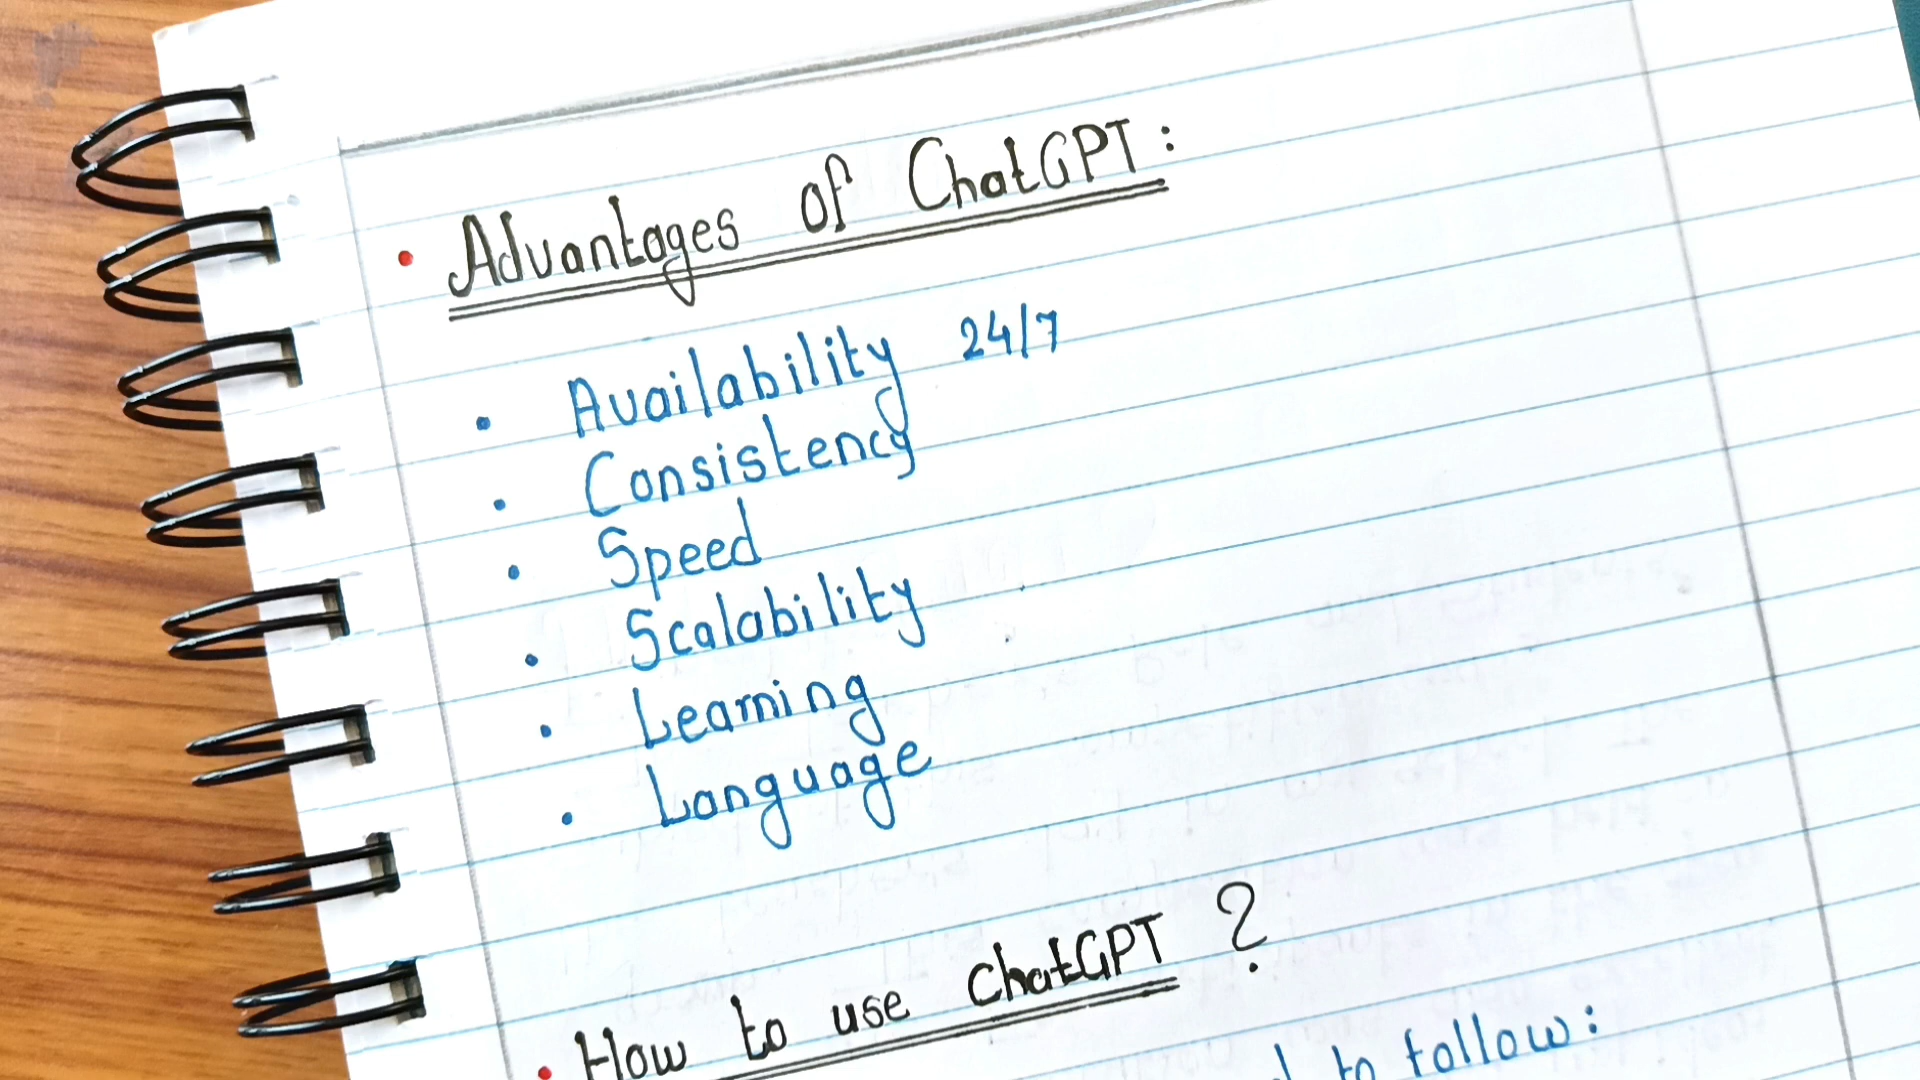 • Advantages of ChatGPT:
• Availability 24/7
• Consistency
• Speed
• Scalability
• Learning
• Language
• How to use ChatGPT ?
to follow: